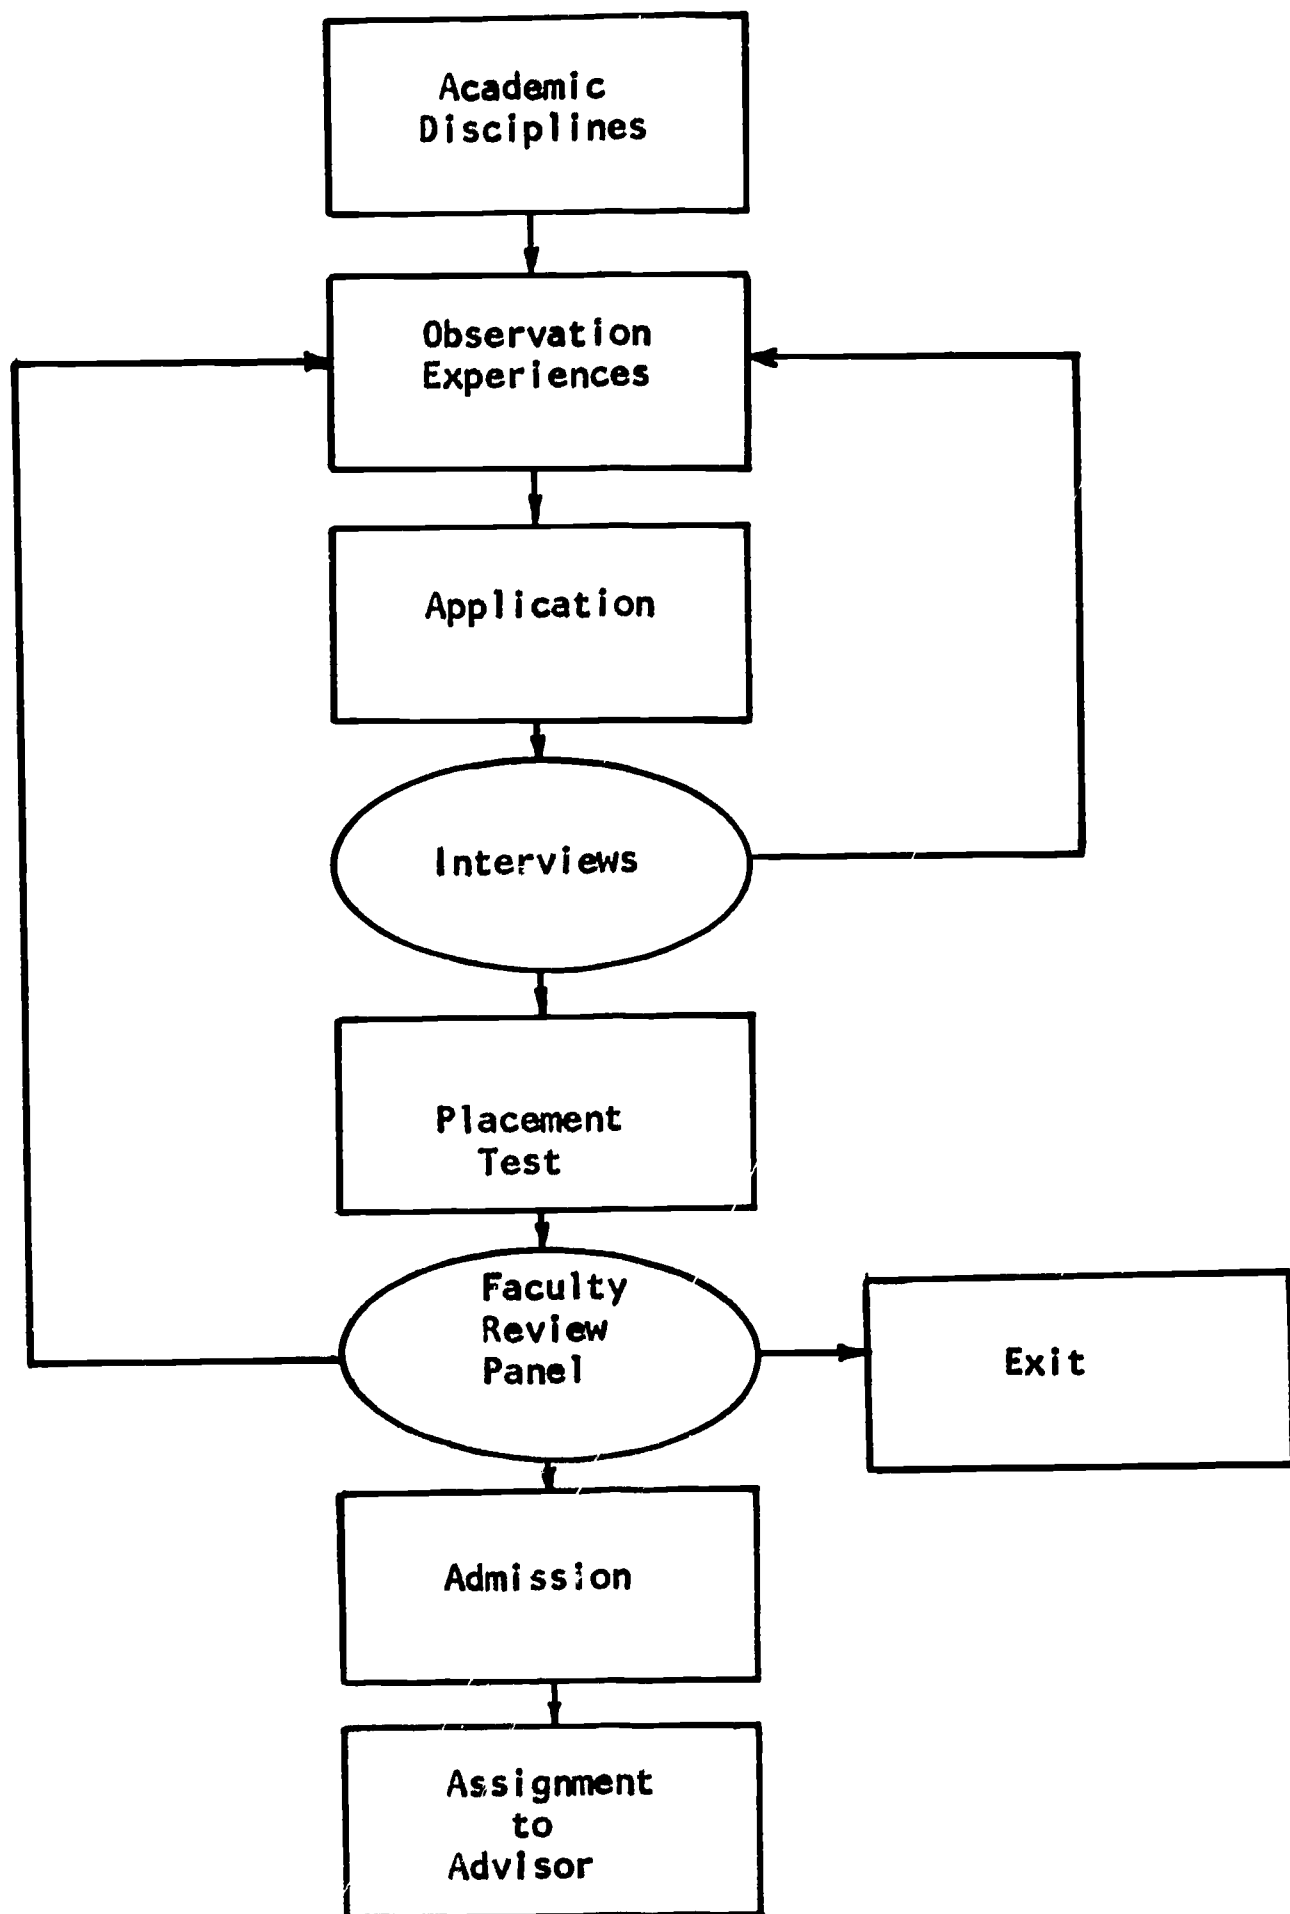 Academic
Disciplines
Observation
Experiences
Application
Interviews
Placement
Test
Faculty
Review
Panel
Exit
Admission
Assignment
to
Advisor